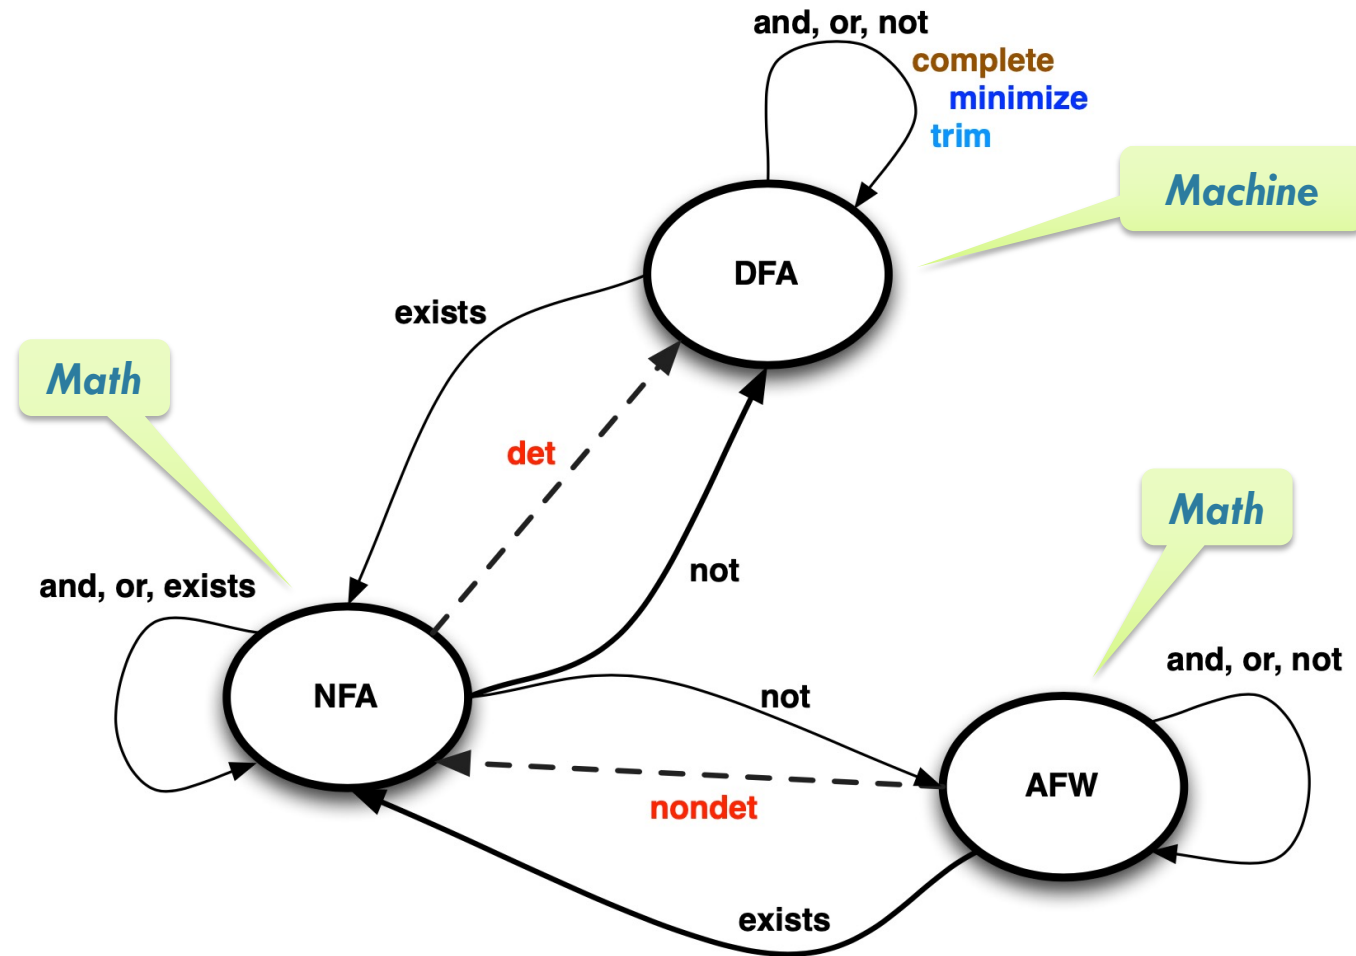 and, or, not
complete
minimize
trim
Machine
DFA
exists
Math
det
Math
not
and, or, exists
and, or, not
NFA
not
AFW
nondet
exists